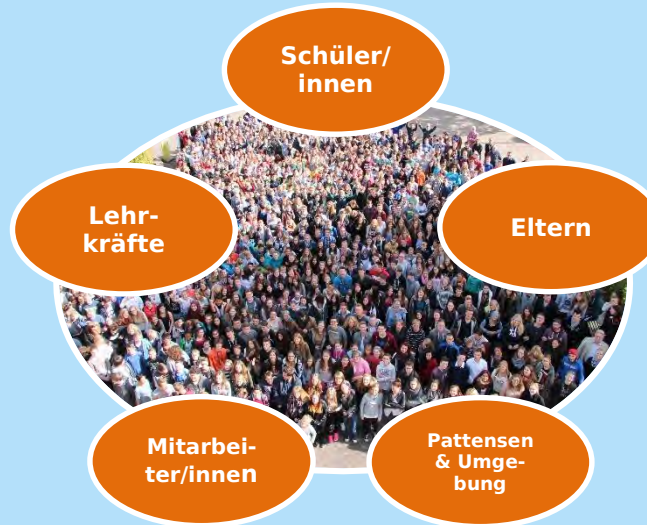 Schüler/
innen
Lehr-
kräfte
Eltern
Mitarbei-
ter/innen
Pattensen
& Umge-
bung